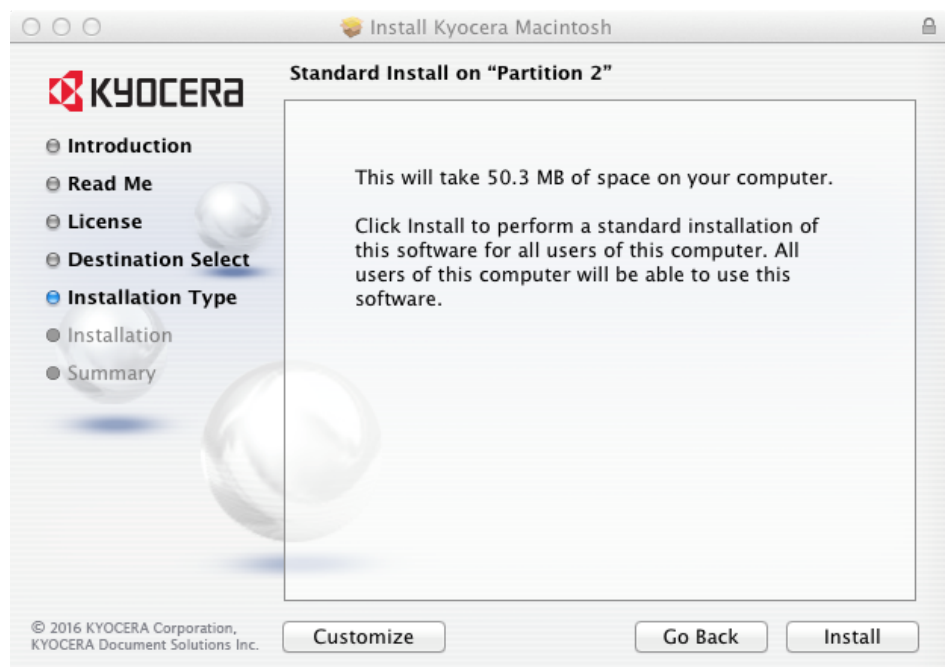 Install Kyocera Macintosh
KYOCERA
Standard Install on “Partition 2”
Introduction
Read Me
License
Destination Select
Installation Type
Installation
Summary
This will take 50.3 MB of space on your computer.
Click Install to perform a standard installation of
this software for all users of this computer. All
users of this computer will be able to use this
software.
© 2016 KYOCERA Corporation,
KYOCERA Document Solutions Inc.
Customize
Go Back
Install